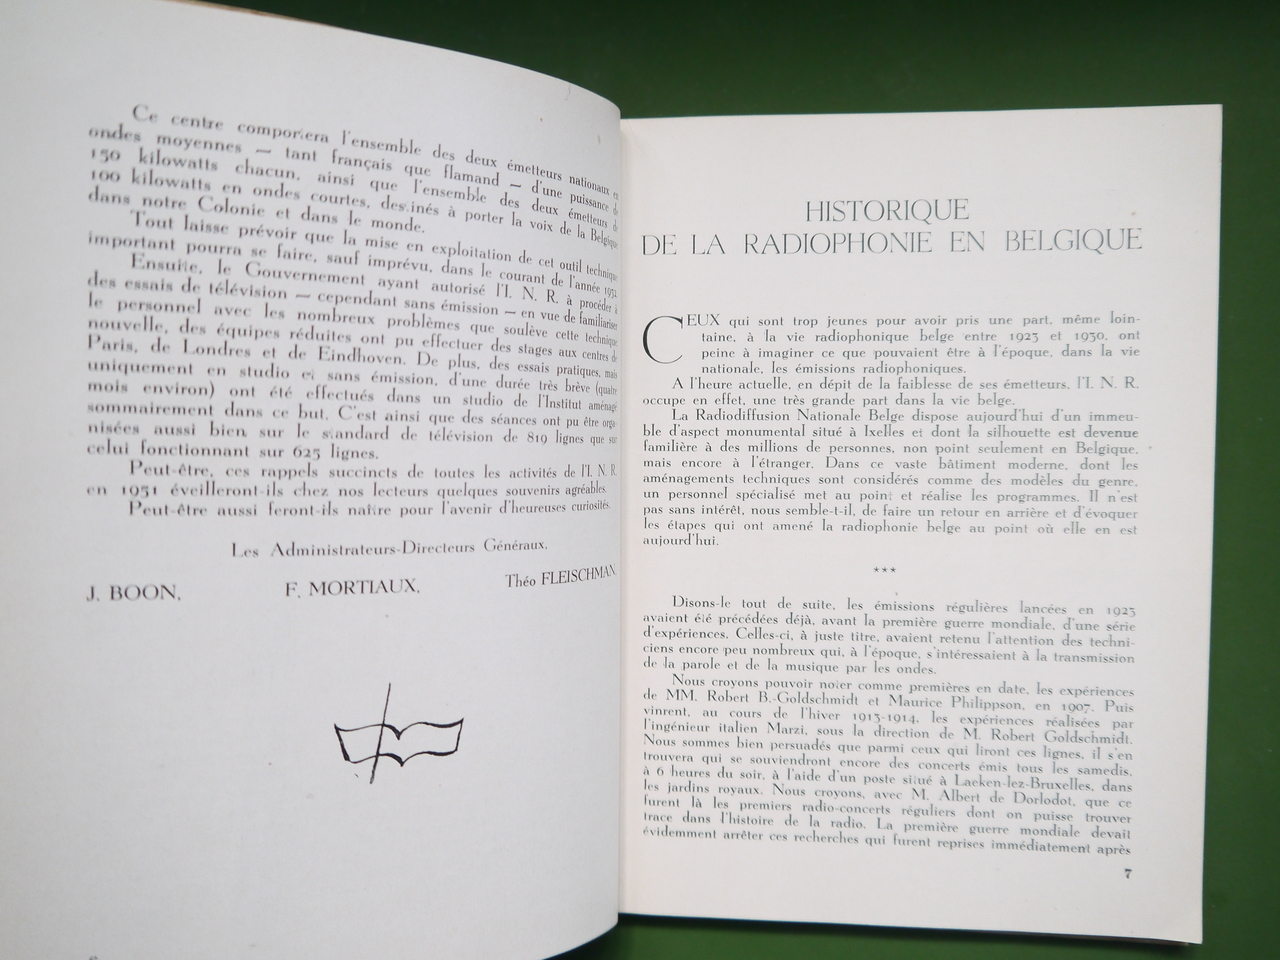 Ce centre comportera l'ensemble des deux émetteurs nationaux en
ondes moyennes — tant français que flamand — d'une puissance de
150 kilowatts chacun, ainsi que l'ensemble des deux émetteurs de
100 kilowatts en ondes courtes, destinés à porter la voix de la Belgique
dans notre Colonie et dans le monde.
Tout laisse prévoir que la mise en exploitation de cet outil technique
important pourra se faire, sauf imprévu, dans le courant de l'année 1952.
Ensuite, le Gouvernement ayant autorisé l'I. N. R. à procéder à
des essais de télévision — cependant sans émission — en vue de familiariser
le personnel avec les nombreux problèmes que soulève cette technique
nouvelle, des équipes réduites ont pu effectuer des stages aux centres de
Paris, de Londres et de Eindhoven. De plus, des essais pratiques, mais
uniquement en studio et sans émission, d'une durée très brève (quatre
mois environ) ont été effectués dans un studio de l'Institut aménagé
sommairement dans ce but. C'est ainsi que des séances ont pu être orga-
nisées aussi bien sur le standard de télévision de 819 lignes que sur
celui fonctionnant sur 625 lignes.
Peut-être, ces rappels succincts de toutes les activités de l'I. N. R.
en 1951 éveilleront-ils chez nos lecteurs quelques souvenirs agréables.
Peut-être aussi feront-ils naître pour l'avenir d'heureuses curiosités.
Les Administrateurs-Directeurs Généraux,
J. BOON, F. MORTIAUX, Théo FLEISCHMAN.
HISTORIQUE
DE LA RADIOPHONIE EN BELGIQUE
CEUX qui sont trop jeunes pour avoir pris une part, même loin-
taine, à la vie radiophonique belge entre 1923 et 1930, ont
peine à imaginer ce que pouvaient être à l'époque, dans la vie
nationale, les émissions radiophoniques.
A l'heure actuelle, en dépit de la faiblesse de ses émetteurs, l'I. N. R.
occupe en effet, une très grande part dans la vie belge.
La Radiodiffusion Nationale Belge dispose aujourd'hui d'un immeu-
ble d'aspect monumental situé à Ixelles et dont la silhouette est devenue
familière à des millions de personnes, non point seulement en Belgique,
mais encore à l'étranger. Dans ce vaste bâtiment moderne, dont les
aménagements techniques sont considérés comme des modèles du genre,
un personnel spécialisé met au point et réalise les programmes. Il n'est
pas sans intérêt, nous semble-t-il, de faire un retour en arrière et d'évoquer
les étapes qui ont amené la radiophonie belge au point où elle en est
aujourd'hui.
***
Disons-le tout de suite, les émissions régulières lancées en 1923
avaient été précédées déjà, avant la première guerre mondiale, d'une série
d'expériences. Celles-ci, à juste titre, avaient retenu l'attention des techni-
ciens encore peu nombreux qui, à l'époque, s'intéressaient à la transmission
de la parole et de la musique par les ondes.
Nous croyons pouvoir noter comme premières en date, les expériences
de MM. Robert B.-Goldschmidt et Maurice Philippson, en 1907. Puis
vinrent, au cours de l'hiver 1913-1914, les expériences réalisées par
l'ingénieur italien Marzi, sous la direction de M. Robert Goldschmidt.
Nous sommes bien persuadés que parmi ceux qui liront ces lignes, il s'en
trouvera qui se souviendront encore des concerts émis tous les samedis,
à 6 heures du soir, à l'aide d'un poste situé à Laeken-lez-Bruxelles, dans
les jardins royaux. Nous croyons, avec M. Albert de Dorlodot, que ce
furent là les premiers radio-concerts réguliers dont on puisse trouver
trace dans l'histoire de la radio. La première guerre mondiale devait
évidemment arrêter ces recherches qui furent reprises immédiatement après
7